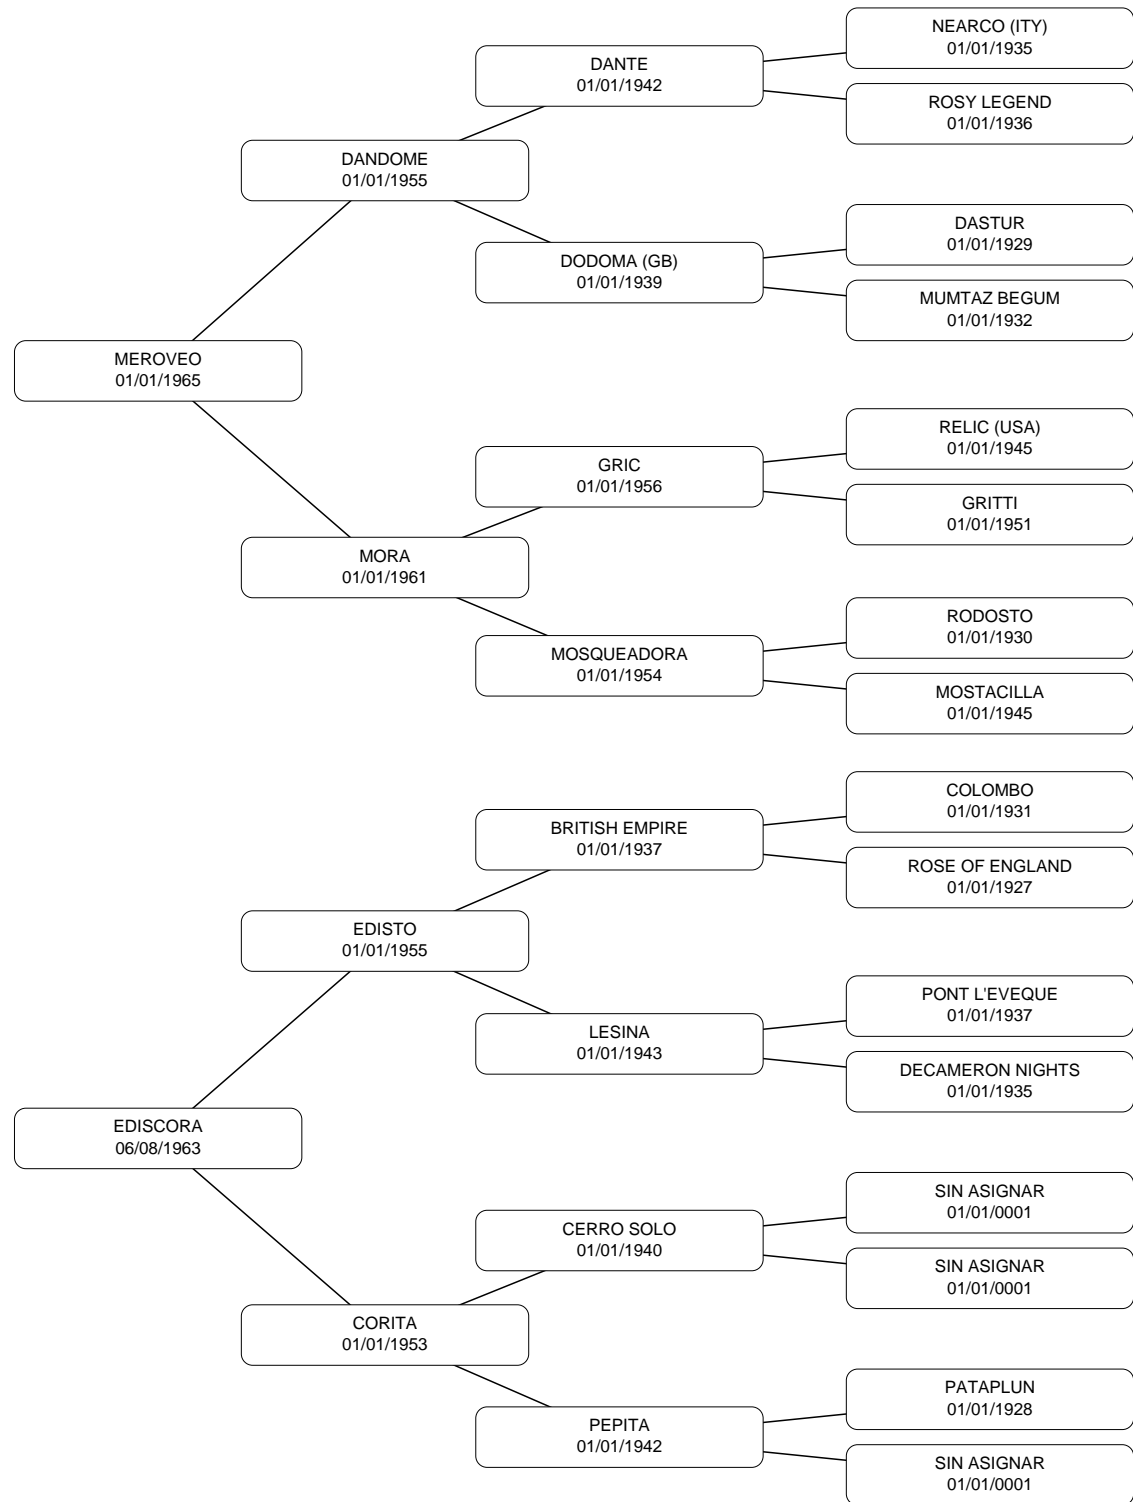 NEARCO (ITY)
01/01/1935
DANTE
01/01/1942
ROSY LEGEND
01/01/1936
DANDOME
01/01/1955
DASTUR
01/01/1929
DODOMA (GB)
01/01/1939
MUMTAZ BEGUM
01/01/1932
MEROVEO
01/01/1965
RELIC (USA)
01/01/1945
GRIC
01/01/1956
GRITTI
01/01/1951
MORA
01/01/1961
RODOSTO
01/01/1930
MOSQUEADORA
01/01/1954
MOSTACILLA
01/01/1945
COLOMBO
01/01/1931
BRITISH EMPIRE
01/01/1937
ROSE OF ENGLAND
01/01/1927
EDISTO
01/01/1955
PONT L'EVEQUE
01/01/1937
LESINA
01/01/1943
DECAMERON NIGHTS
01/01/1935
EDISCORA
06/08/1963
SIN ASIGNAR
01/01/0001
CERRO SOLO
01/01/1940
SIN ASIGNAR
01/01/0001
CORITA
01/01/1953
PATAPLUN
01/01/1928
PEPITA
01/01/1942
SIN ASIGNAR
01/01/0001